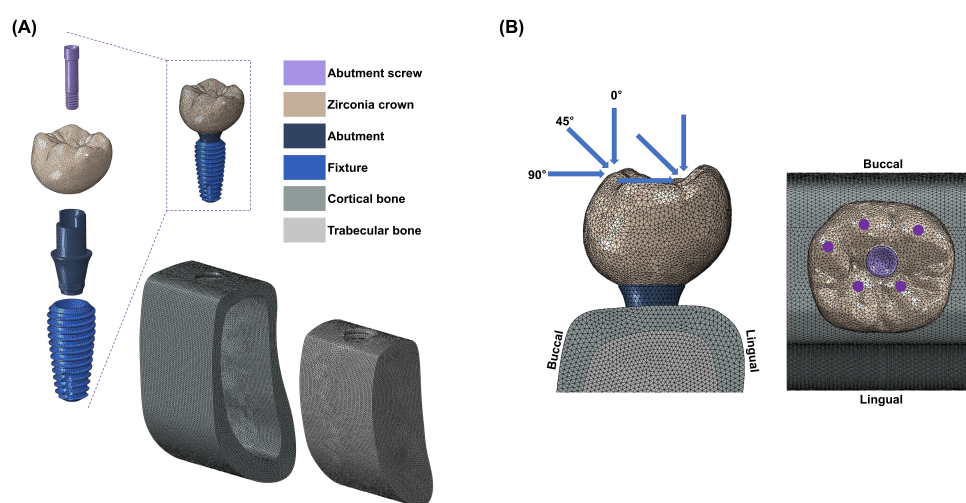 (A)
Abutment screw
Zirconia crown
Abutment
Fixture
Cortical bone
Trabecular bone
(B)
0°
45°
90°
Buccal
Lingual
Buccal
Lingual